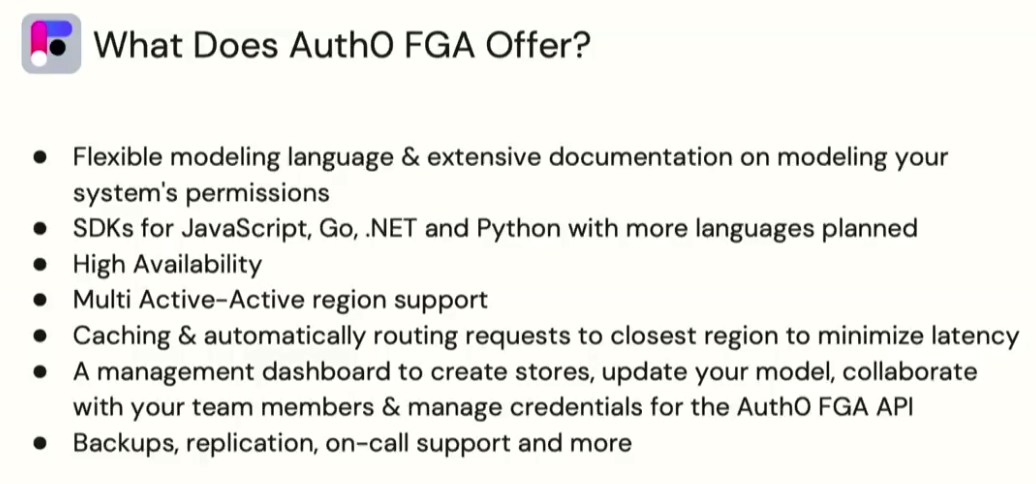 What Does Auth0 FGA Offer?
● Flexible modeling language & extensive documentation on modeling your
system's permissions
● SDKs for JavaScript, Go, .NET and Python with more languages planned
● High Availability
● Multi Active-Active region support
● Caching & automatically routing requests to closest region to minimize latency
● A management dashboard to create stores, update your model, collaborate
with your team members & manage credentials for the Auth0 FGA API
● Backups, replication, on-call support and more